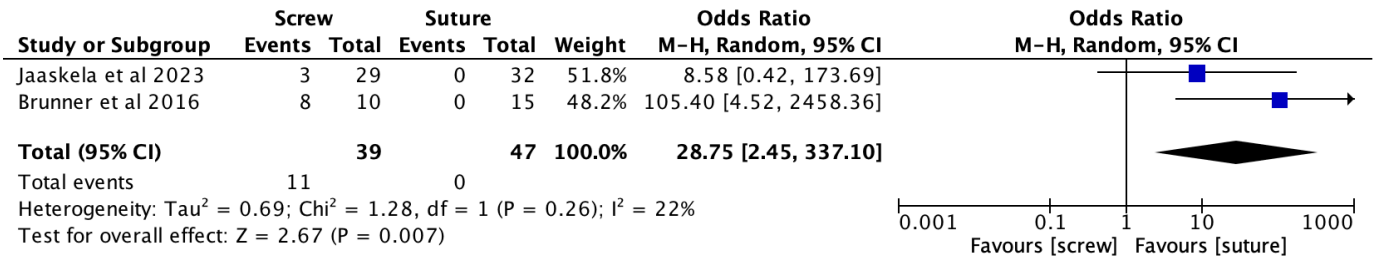 Screw Suture Odds Ratio Odds Ratio
Study or Subgroup Events Total Events Total Weight M-H, Random, 95% CI M-H, Random, 95% CI
Jaaskela et al 2023 3 29 0 32 51.8% 8.58 [0.42, 173.69]
Brunner et al 2016 8 10 0 15 48.2% 105.40 [4.52, 2458.36]
Total (95% CI) 39 47 100.0% 28.75 [2.45, 337.10]
Total events 11 0
Heterogeneity: Tau² = 0.69; Chi² = 1.28, df = 1 (P = 0.26); I² = 22%
Test for overall effect: Z = 2.67 (P = 0.007)
0.001 0.1 1 10 1000
Favours [screw] Favours [suture]